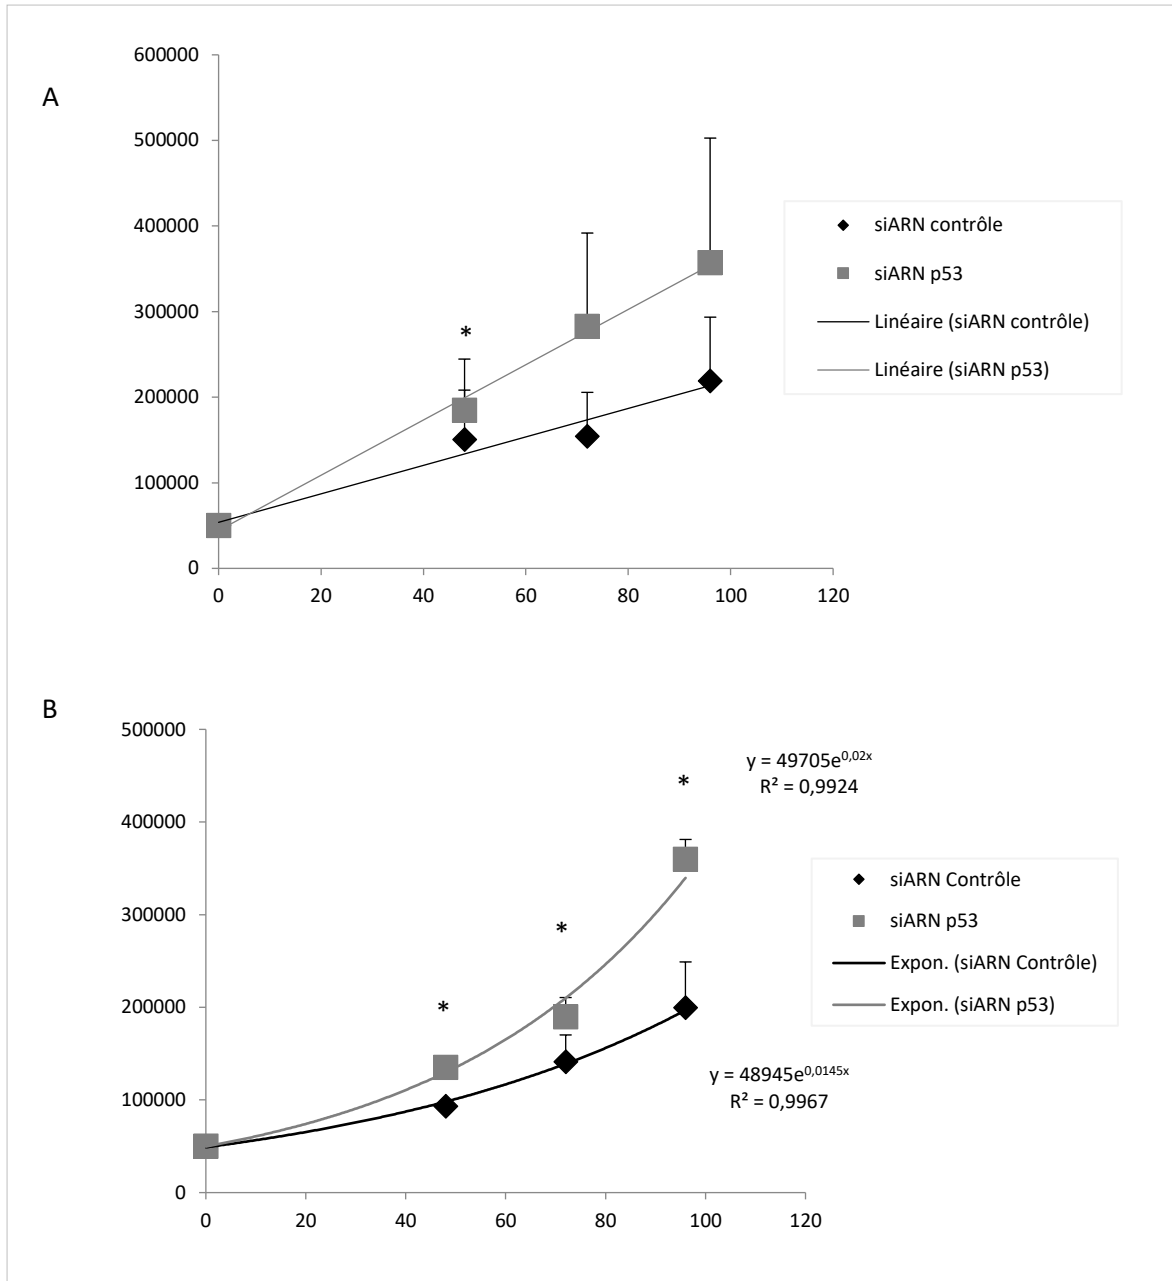 A
600000
500000
400000
300000
200000
100000
0
0 20 40 60 80 100 120
*
siARN contrôle
siARN p53
Linéaire (siARN contrôle)
Linéaire (siARN p53)
B
500000
400000
300000
200000
100000
0
0 20 40 60 80 100 120
*
*
*
y = 49705e^0,02x
R² = 0,9924
siARN Contrôle
siARN p53
Expon. (siARN Contrôle)
Expon. (siARN p53)
y = 48945e^0,0145x
R² = 0,9967